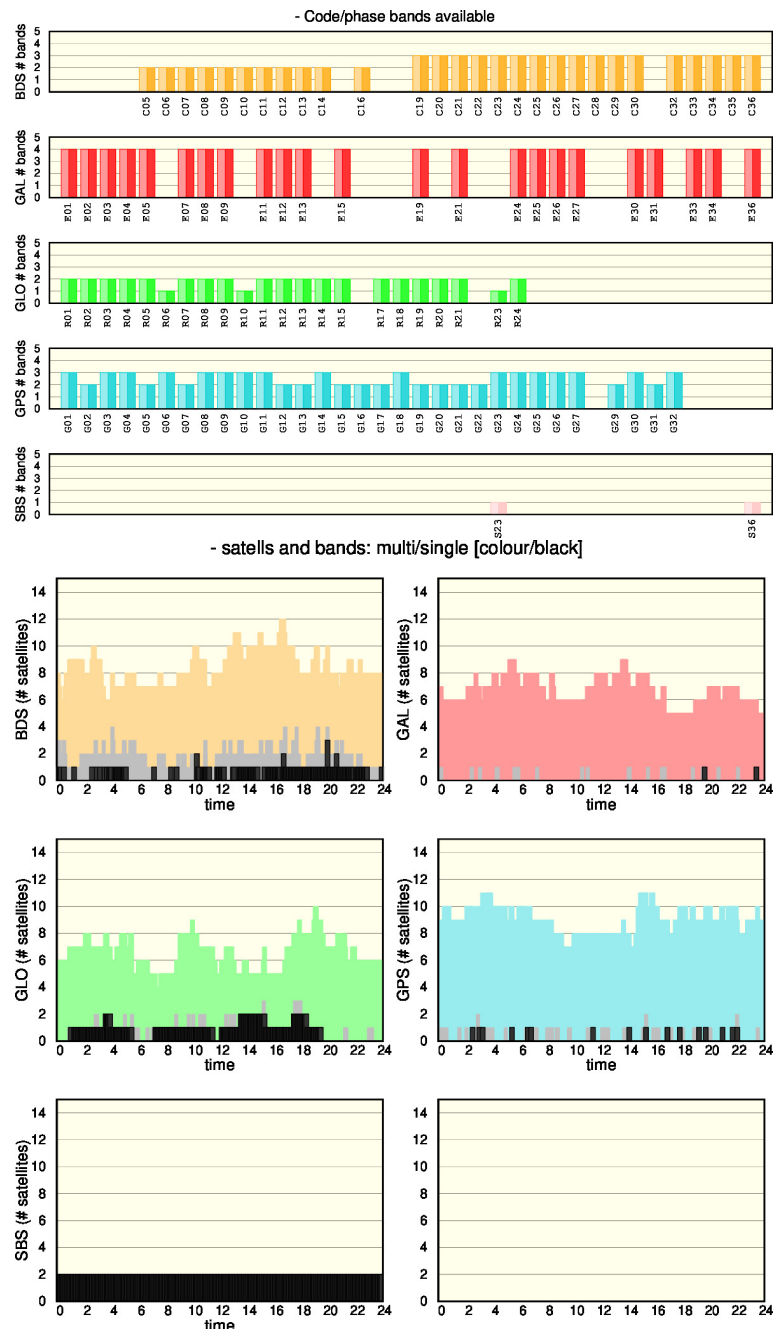 - Code/phase bands available
BDS # bands
5
4
3
2
1
0
C05 C06 C07 C08 C09 C10 C11 C12 C13 C14 C16 C19 C20 C21 C22 C23 C24 C25 C26 C27 C28 C29 C30 C32 C33 C34 C35 C36
GAL # bands
5
4
3
2
1
0
E01 E02 E03 E04 E05 E07 E08 E09 E11 E12 E13 E15 E19 E21 E24 E25 E26 E27 E30 E31 E33 E34 E36
GLO # bands
5
4
3
2
1
0
R01 R02 R03 R04 R05 R06 R07 R08 R09 R10 R11 R12 R13 R14 R15 R17 R18 R19 R20 R21 R23 R24
GPS # bands
5
4
3
2
1
0
G01 G02 G03 G04 G05 G06 G07 G08 G09 G10 G11 G12 G13 G14 G15 G16 G17 G18 G19 G20 G21 G22 G23 G24 G25 G26 G27 G29 G30 G31 G32
SBS # bands
5
4
3
2
1
0
S23 S36
- satells and bands: multi/single [colour/black]
BDS (# satellites)
14
12
10
8
6
4
2
0
0 2 4 6 8 10 12 14 16 18 20 22 24
time
GAL (# satellites)
14
12
10
8
6
4
2
0
0 2 4 6 8 10 12 14 16 18 20 22 24
time
GLO (# satellites)
14
12
10
8
6
4
2
0
0 2 4 6 8 10 12 14 16 18 20 22 24
time
GPS (# satellites)
14
12
10
8
6
4
2
0
0 2 4 6 8 10 12 14 16 18 20 22 24
time
SBS (# satellites)
14
12
10
8
6
4
2
0
0 2 4 6 8 10 12 14 16 18 20 22 24
time
14
12
10
8
6
4
2
0
0 2 4 6 8 10 12 14 16 18 20 22 24